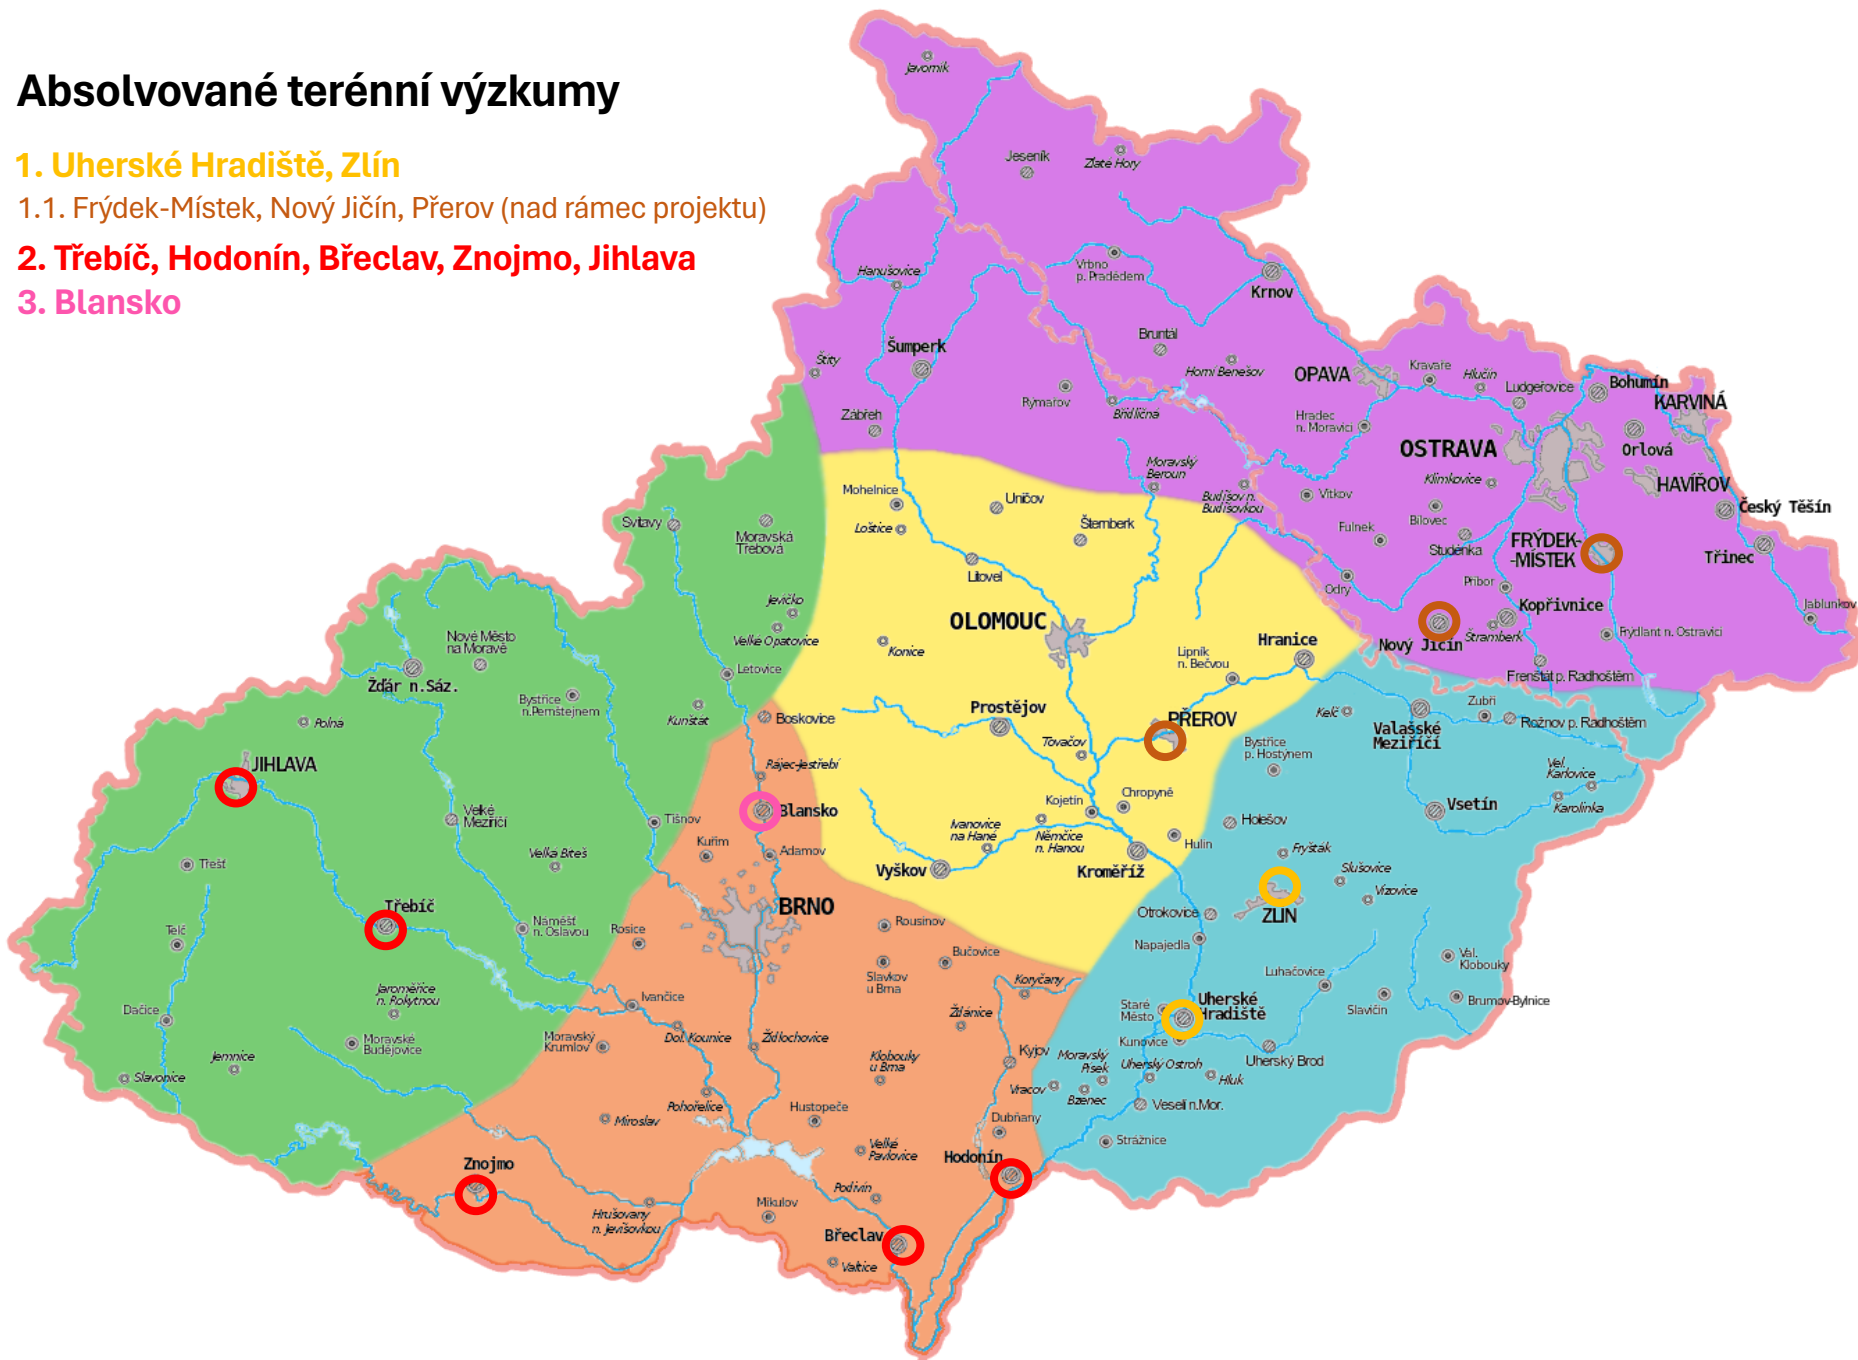 Absolvované terénní výzkumy
1. Uherské Hradiště, Zlín
1.1. Frýdek-Místek, Nový Jičín, Přerov (nad rámec projektu)
2. Třebíč, Hodonín, Břeclav, Znojmo, Jihlava
3. Blansko
Javorník
Jeseník
Zlaté Hory
Hanušovice
Vrbno
p. Pradědem
Krnov
Šumperk
Štíty
Bruntál
Horní Benešov
OPAVA
Kravaře
Hlučín
Ludgeřovice
Bohumín
KARVINÁ
Rýmařov
Břidličná
Zábřeh
Hradec
n. Moravicí
OSTRAVA
Orlová
HAVÍŘOV
Klimkovice
Český Těšín
Moravský
Beroun
Budišov n.
Budišovkou
Vítkov
Bílovec
Fulnek
Studénka
FRÝDEK-
-MÍSTEK
Třinec
Mohelnice
Loštice
Uničov
Šternberk
Litovel
Svitavy
Moravská
Třebová
Odry
Příbor
Kopřivnice
Jablunkov
Jevíčko
Velké Opatovice
OLOMOUC
Konice
Hranice
Lipník
n. Bečvou
Nový Jičín
Štramberk
Frýdlant n. Ostravicí
Frenštát p. Radhoštěm
Nové Město
na Moravě
Žďár n.Sáz.
Letovice
Bystřice
n.Pernštejnem
Kunštát
Boskovice
Polná
Prostějov
Tovačov
PŘEROV
Kelč
Valašské
Meziříčí
Zubří
Rožnov p. Radhoštěm
Bystřice
p. Hostýnem
Vel.
Karlovice
Karolinka
JIHLAVA
Rájec-Jestřebí
Blansko
Kojetín
Chropyně
Vsetín
Velké
Meziříčí
Tišnov
Kuřim
Adamov
Ivanovice
na Hané
Němčice
n. Hanou
Hulín
Holešov
Fryšták
Slušovice
Vizovice
Třešť
Velká Bíteš
Vyškov
Kroměříž
ZLÍN
Třebíč
BRNO
Otrokovice
Telč
Náměšť
n. Oslavou
Rosice
Rousínov
Bučovice
Slavkov
u Brna
Napajedla
Luhačovice
Val.
Klobouky
Brumov-Bylnice
Slavičín
Koryčany
Ždánice
Dačice
Jaroměřice
n. Rokytnou
Ivančice
Staré
Město
Uherské
Hradiště
Kunovice
Moravské
Budějovice
Moravský
Krumlov
Dol. Kounice
Židlochovice
Klobouky
u Brna
Kyjov
Moravský
Písek
Uherský Ostroh
Hluk
Uherský Brod
Jemnice
Slavonice
Vracov
Bzenec
Veselí n.Mor.
Pohořelice
Miroslav
Hustopeče
Dubňany
Strážnice
Velké
Pavlovice
Hodonín
Znojmo
Podivín
Mikulov
Hrušovany
n. Jevišovkou
Břeclav
Valtice